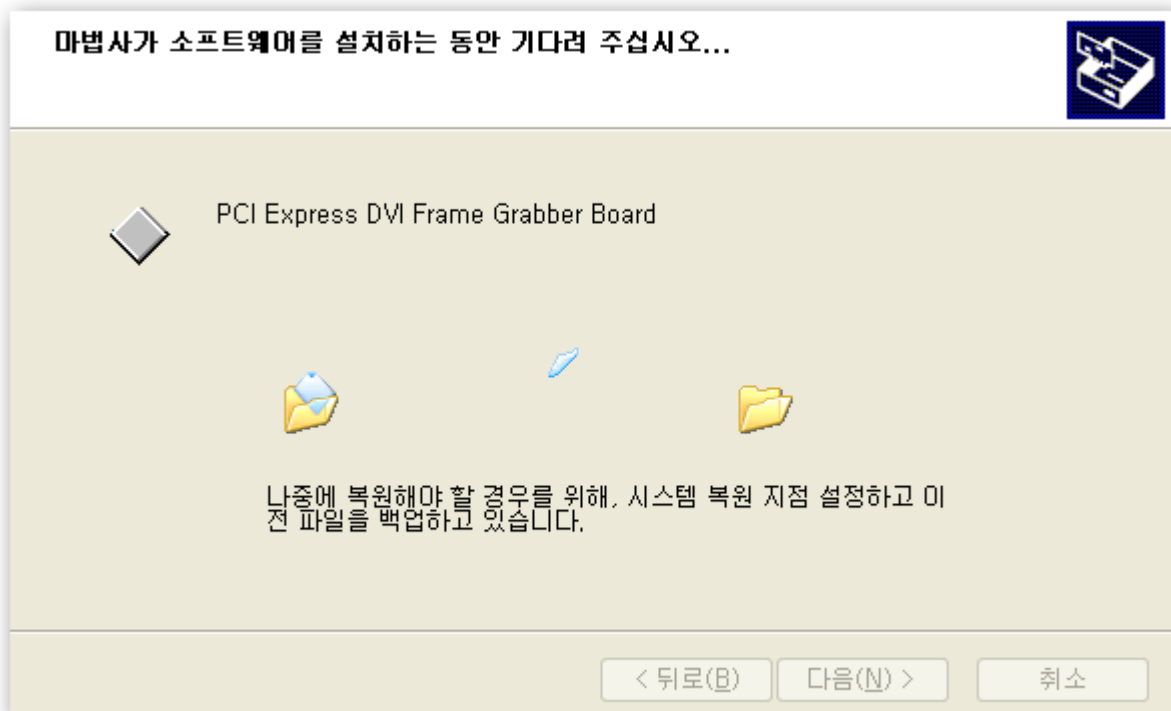 마법사가 소프트웨어를 설치하는 동안 기다려 주십시오...
PCI Express DVI Frame Grabber Board
나중에 복원해야 할 경우를 위해, 시스템 복원 지점 설정하고 이
전 파일을 백업하고 있습니다.
< 뒤로(B) 다음(N) > 취소